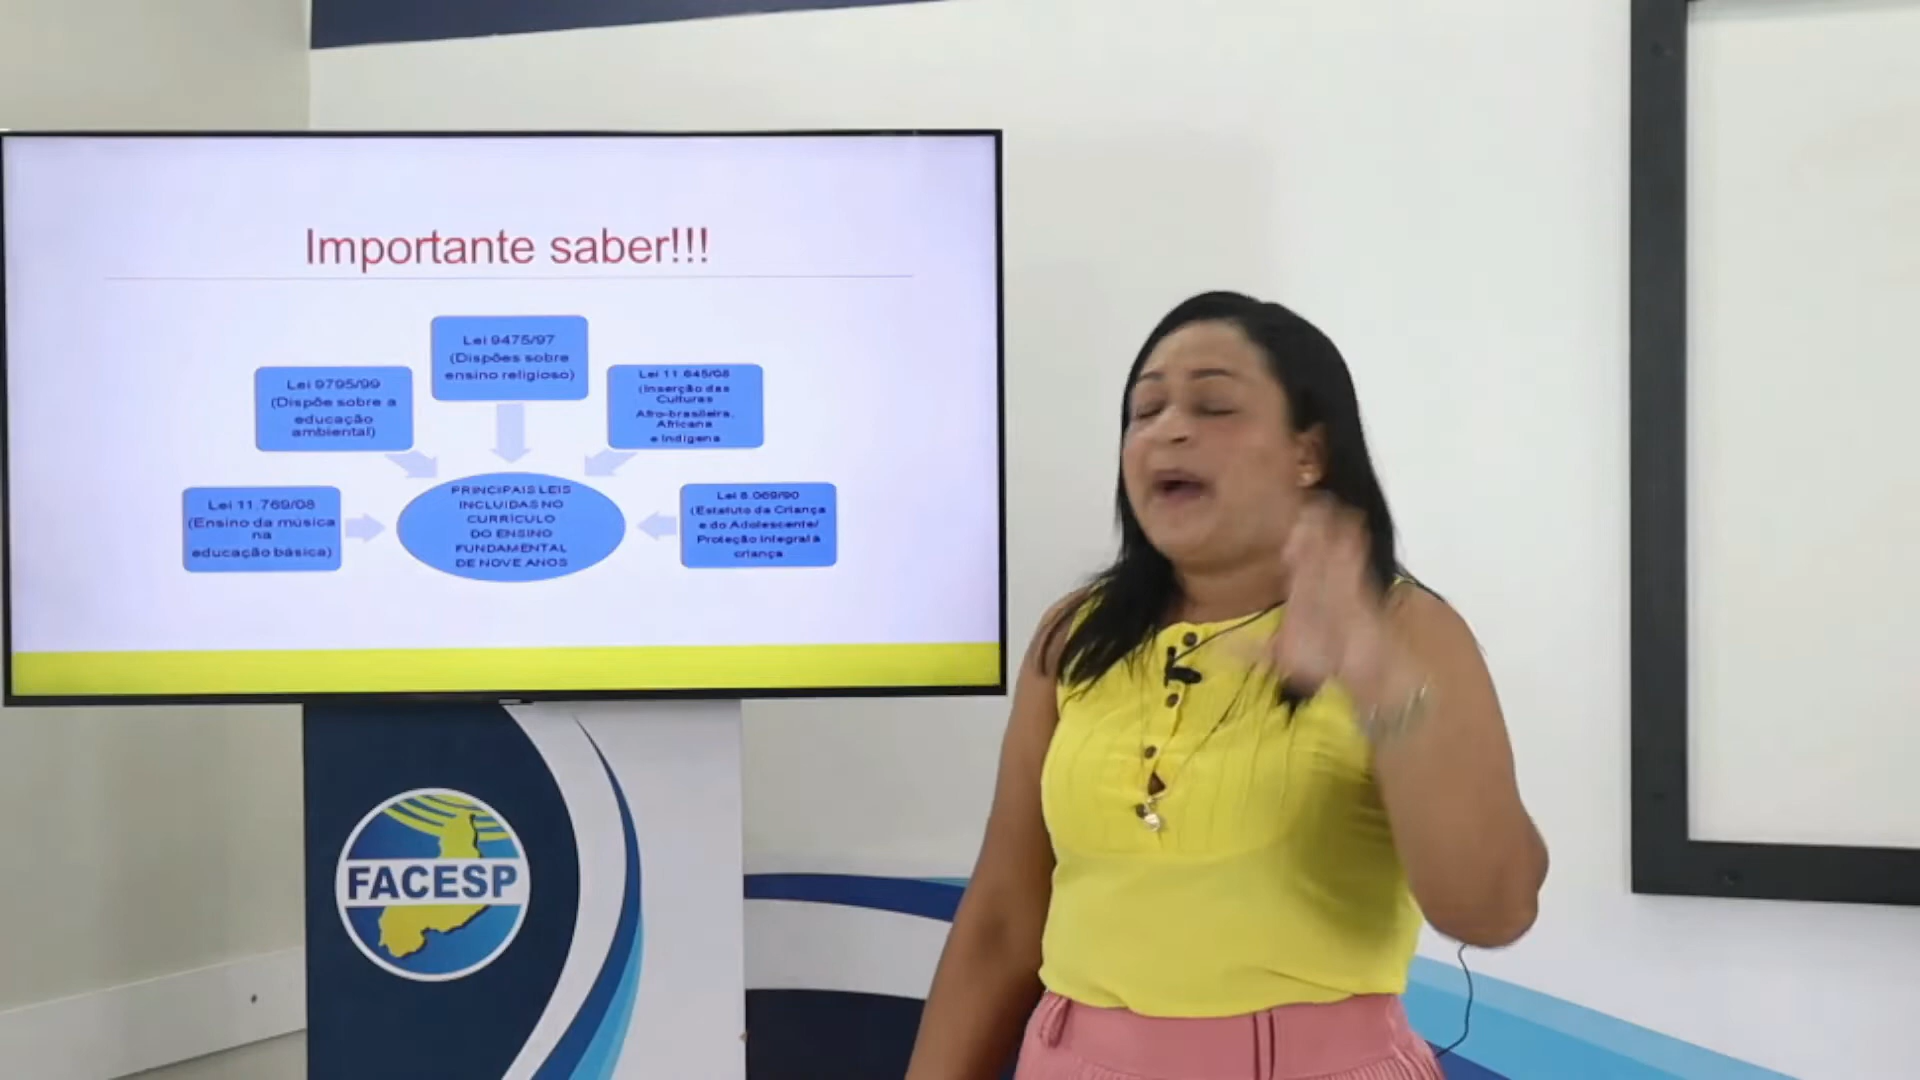 Importante saber!!!
Lei 9475/97
(Dispões sobre
ensino religioso)
Lei 9795/99
(Dispõe sobre a
educação
ambiental)
Lei 11.645/08
(Inserção das
Culturas
Afro-brasileira,
Africana
e Indígena
Lei 11.769/08
(Ensino da música
na
educação básica)
PRINCIPAIS LEIS
INCLUIDAS NO
CURRÍCULO
DO ENSINO
FUNDAMENTAL
DE NOVE ANOS
Lei 8.069/90
(Estatuto da Criança
e do Adolescente/
Proteção integral à
criança
FACESP